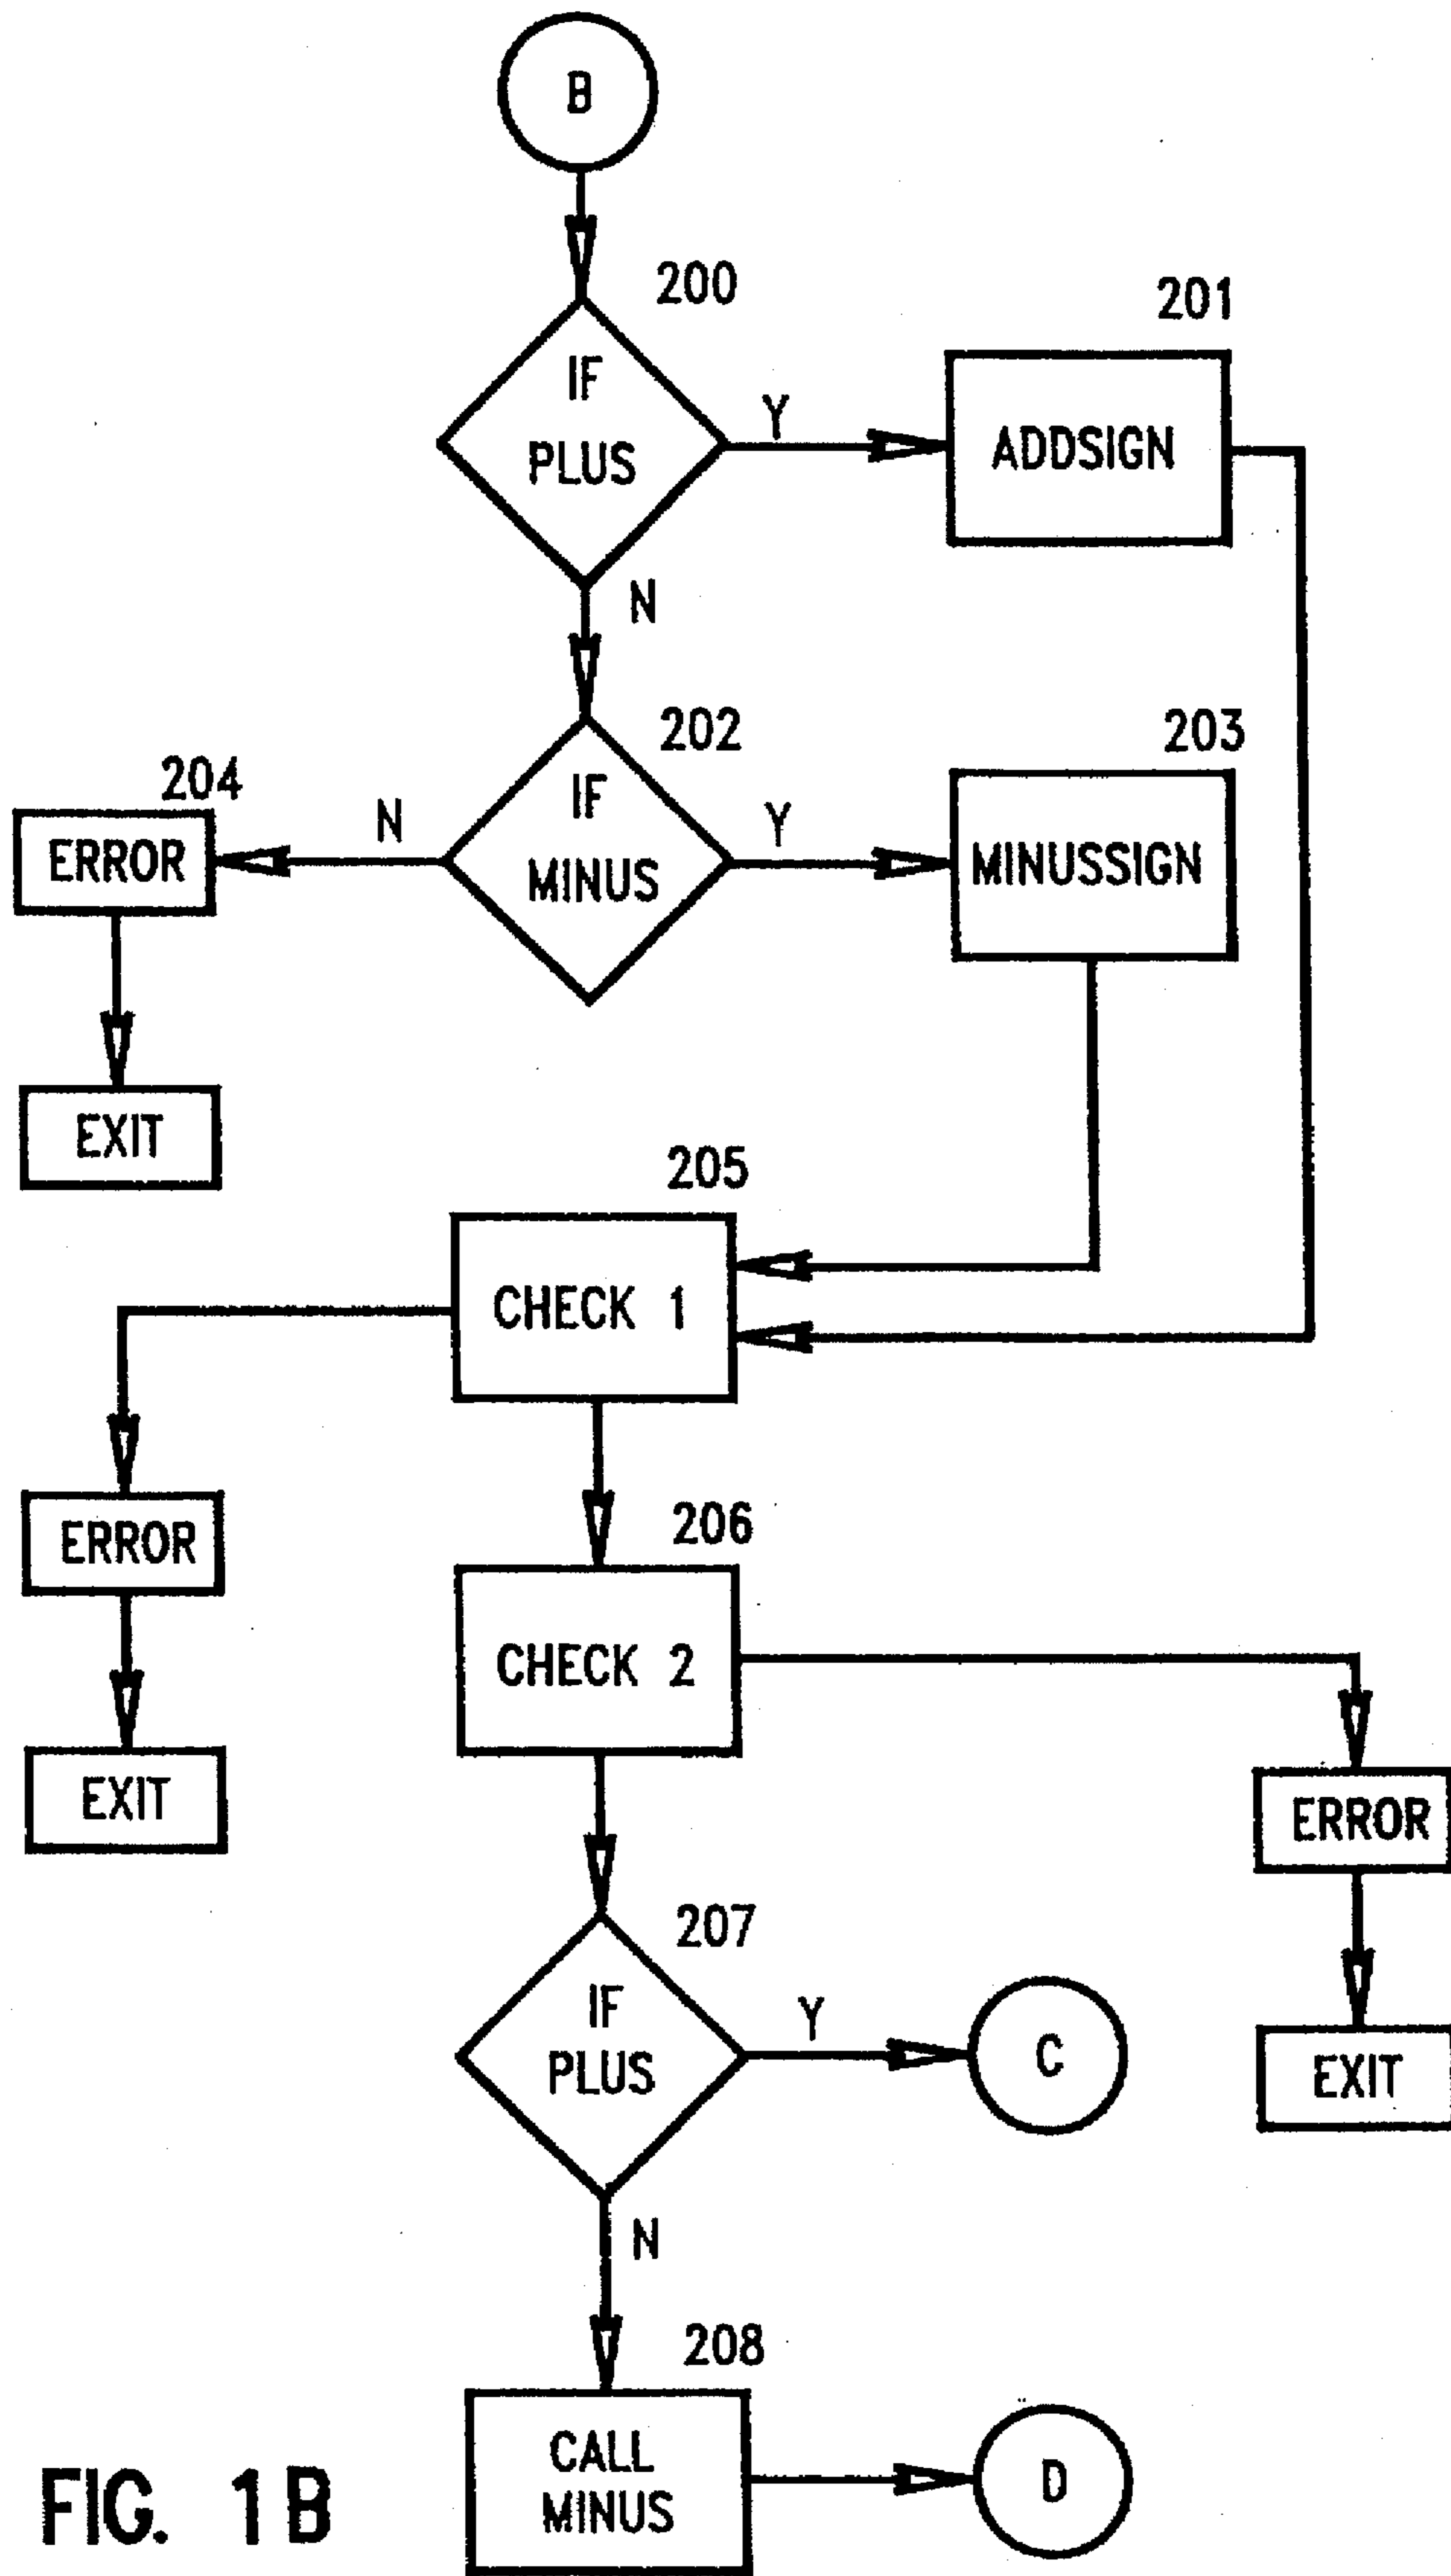 B
200
201
IF
PLUS
Y
ADDSIGN
N
202
203
204
IF
MINUS
N
Y
ERROR
MINUSSIGN
EXIT
205
CHECK 1
206
ERROR
CHECK 2
EXIT
ERROR
207
IF
PLUS
Y
C
EXIT
N
208
CALL
MINUS
D
FIG. 1B